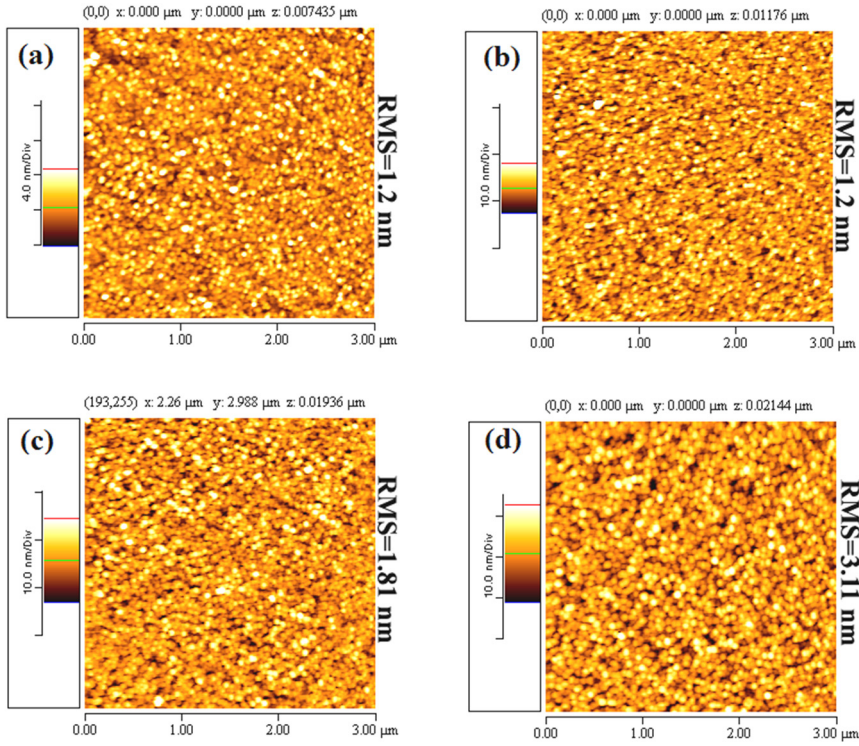 (0,0) x: 0.000 µm y: 0.0000 µm z: 0.007435 µm
(a)
4.0 nm/Div
RMS=1.2 nm
0.00 1.00 2.00 3.00 µm
(0,0) x: 0.000 µm y: 0.0000 µm z: 0.01176 µm
(b)
10.0 nm/Div
RMS=1.2 nm
0.00 1.00 2.00 3.00 µm
(193,255) x: 2.26 µm y: 2.988 µm z: 0.01936 µm
(c)
10.0 nm/Div
RMS=1.81 nm
0.00 1.00 2.00 3.00 µm
(0,0) x: 0.000 µm y: 0.0000 µm z: 0.02144 µm
(d)
10.0 nm/Div
RMS=3.11 nm
0.00 1.00 2.00 3.00 µm